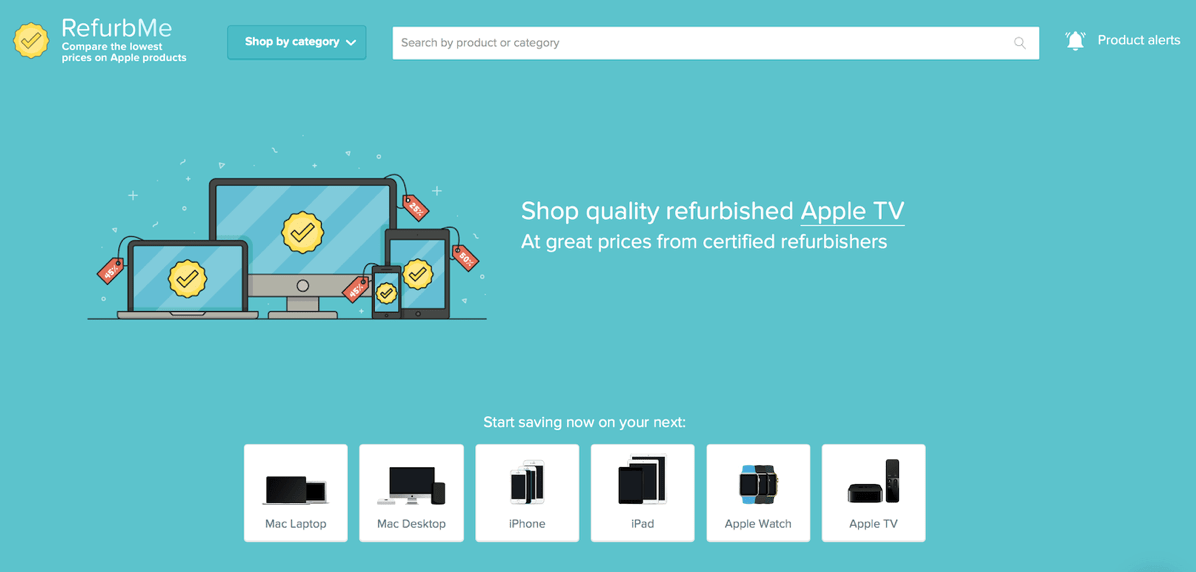 RefurbMe
Compare the lowest
prices on Apple products
Shop by category
Search by product or category
Product alerts
25%
45%
50%
45%
Shop quality refurbished Apple TV
At great prices from certified refurbishers
Start saving now on your next:
Mac Laptop
Mac Desktop
iPhone
iPad
Apple Watch
Apple TV